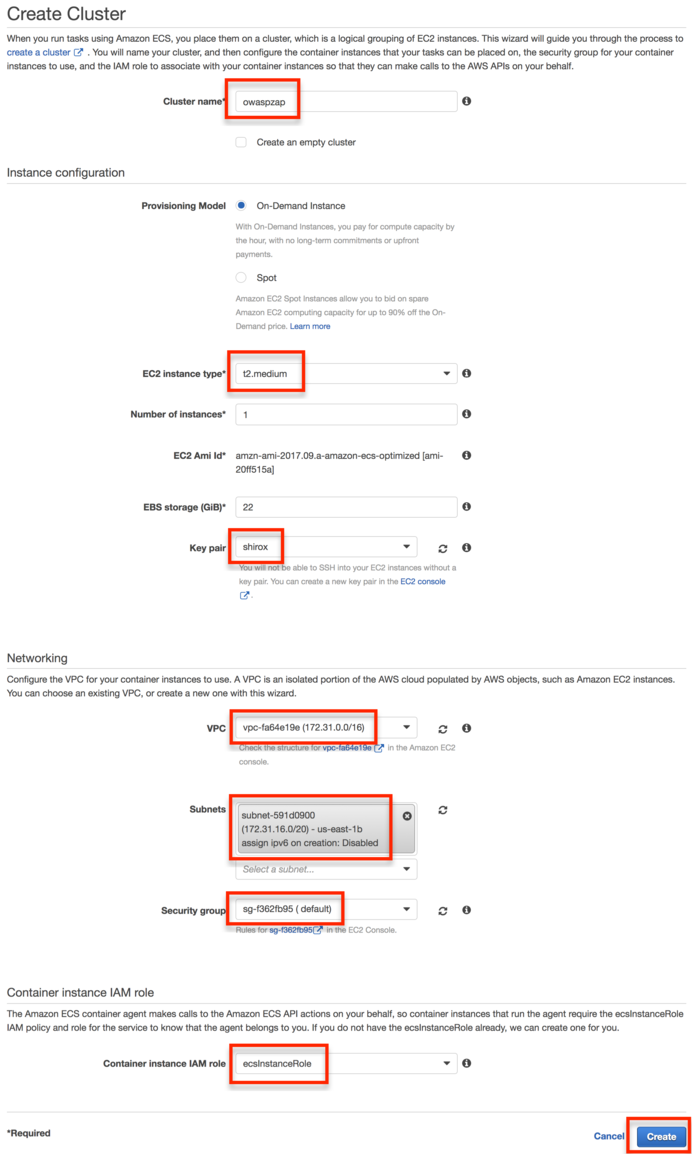 Create Cluster
When you run tasks using Amazon ECS, you place them on a cluster, which is a logical grouping of EC2 instances. This wizard will guide you through the process to
create a cluster . You will name your cluster, and then configure the container instances that your tasks can be placed on, the security group for your container
instances to use, and the IAM role to associate with your container instances so that they can make calls to the AWS APIs on your behalf.
Cluster name* owaspzap
Create an empty cluster
Instance configuration
Provisioning Model On-Demand Instance
With On-Demand Instances, you pay for compute capacity by
the hour, with no long-term commitments or upfront
payments.
Spot
Amazon EC2 Spot Instances allow you to bid on spare
Amazon EC2 computing capacity for up to 90% off the On-
Demand price. Learn more
EC2 instance type* t2.medium
Number of instances* 1
EC2 Ami Id* amzn-ami-2017.09.a-amazon-ecs-optimized [ami-
20ff515a]
EBS storage (GiB)* 22
Key pair shirox
You will not be able to SSH into your EC2 instances without a
key pair. You can create a new key pair in the EC2 console
.
Networking
Configure the VPC for your container instances to use. A VPC is an isolated portion of the AWS cloud populated by AWS objects, such as Amazon EC2 instances.
You can choose an existing VPC, or create a new one with this wizard.
VPC vpc-fa64e19e (172.31.0.0/16)
Check the structure for vpc-fa64e19e in the Amazon EC2
console.
Subnets subnet-591d0900
(172.31.16.0/20) - us-east-1b
assign ipv6 on creation: Disabled
Select a subnet...
Security group sg-f362fb95 ( default)
Rules for sg-f362fb95 in the EC2 Console.
Container instance IAM role
The Amazon ECS container agent makes calls to the Amazon ECS API actions on your behalf, so container instances that run the agent require the ecsInstanceRole
IAM policy and role for the service to know that the agent belongs to you. If you do not have the ecsInstanceRole already, we can create one for you.
Container instance IAM role ecsInstanceRole
*Required
Cancel Create